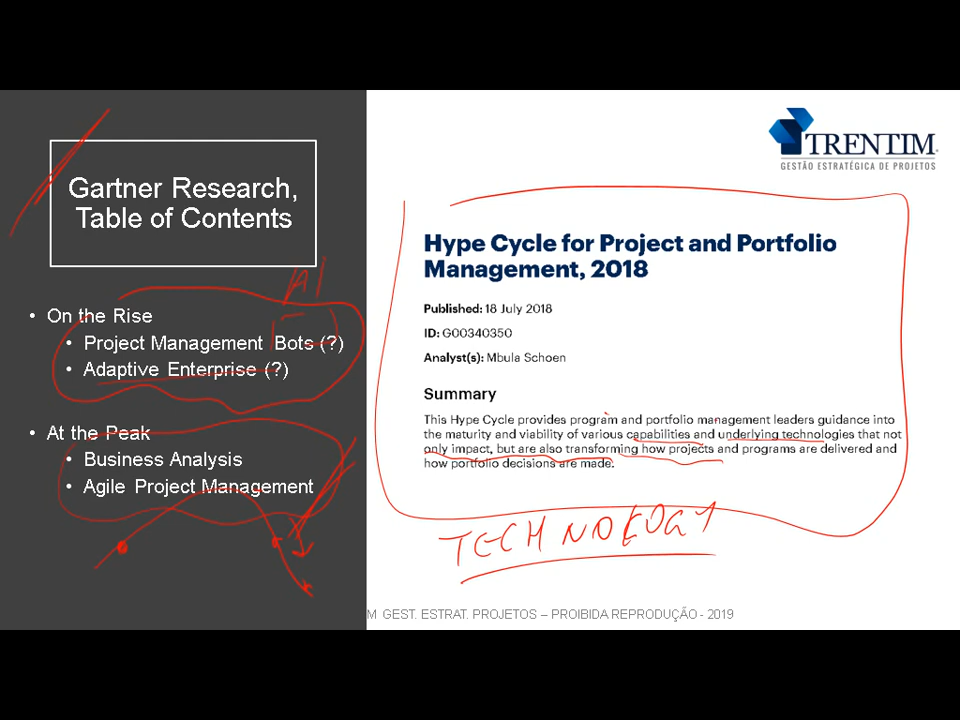 Gartner Research,
Table of Contents
• On the Rise
• Project Management Bots (?)
• Adaptive Enterprise (?)
• At the Peak
• Business Analysis
• Agile Project Management
AI
TRENTIM
GESTÃO ESTRATÉGICA DE PROJETOS
Hype Cycle for Project and Portfolio
Management, 2018
Published: 18 July 2018
ID: G00340350
Analyst(s): Mbula Schoen
Summary
This Hype Cycle provides program and portfolio management leaders guidance into
the maturity and viability of various capabilities and underlying technologies that not
only impact, but are also transforming how projects and programs are delivered and
how portfolio decisions are made.
TECHNOLOGY
M GEST. ESTRAT. PROJETOS – PROIBIDA REPRODUÇÃO - 2019